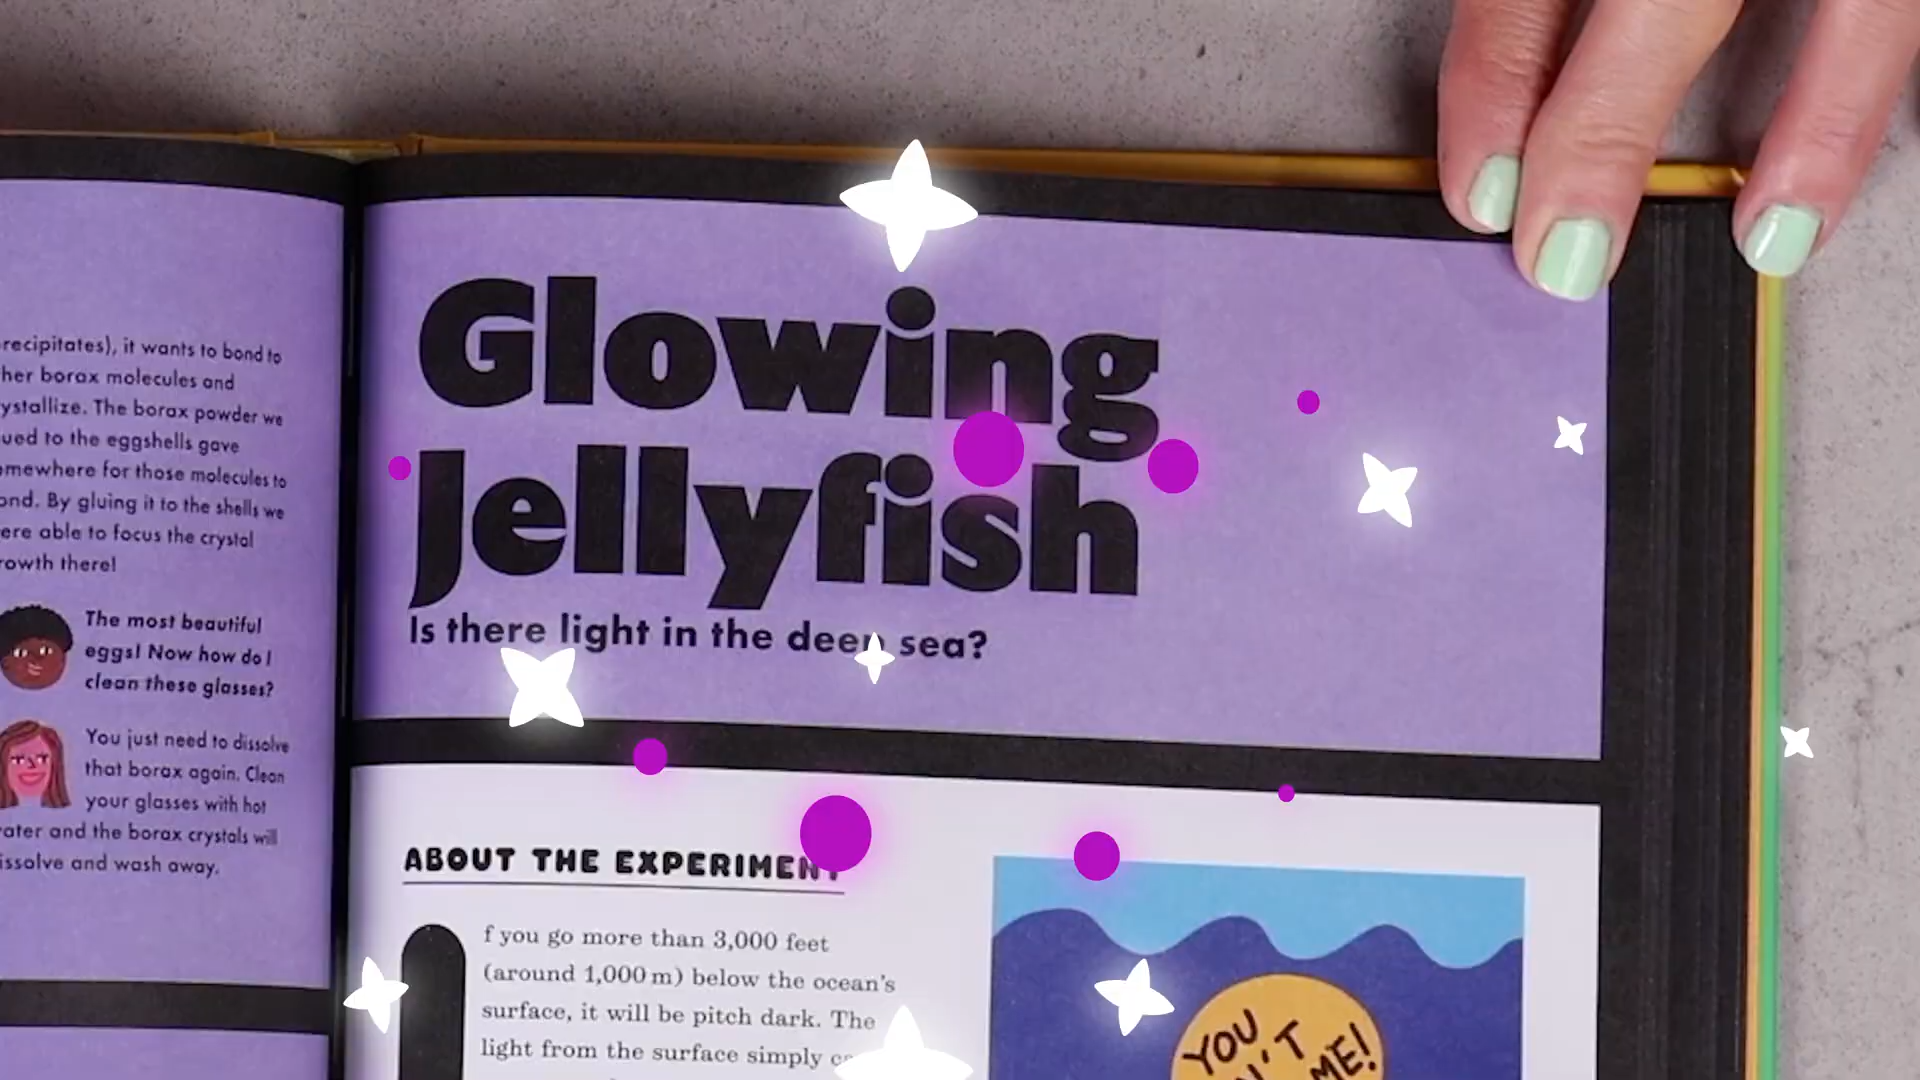 recipitates), it wants to bond to
her borax molecules and
ystallize. The borax powder we
ued to the eggshells gave
mewhere for those molecules to
ond. By gluing it to the shells we
ere able to focus the crystal
rowth there!
The most beautiful
eggs! Now how do I
clean these glasses?
You just need to dissolve
that borax again. Clean
your glasses with hot
ater and the borax crystals will
issolve and wash away.
Glowing
Jellyfish
Is there light in the deep sea?
ABOUT THE EXPERIMENT
If you go more than 3,000 feet
(around 1,000 m) below the ocean's
surface, it will be pitch dark. The
light from the surface simply
YOU
ME!